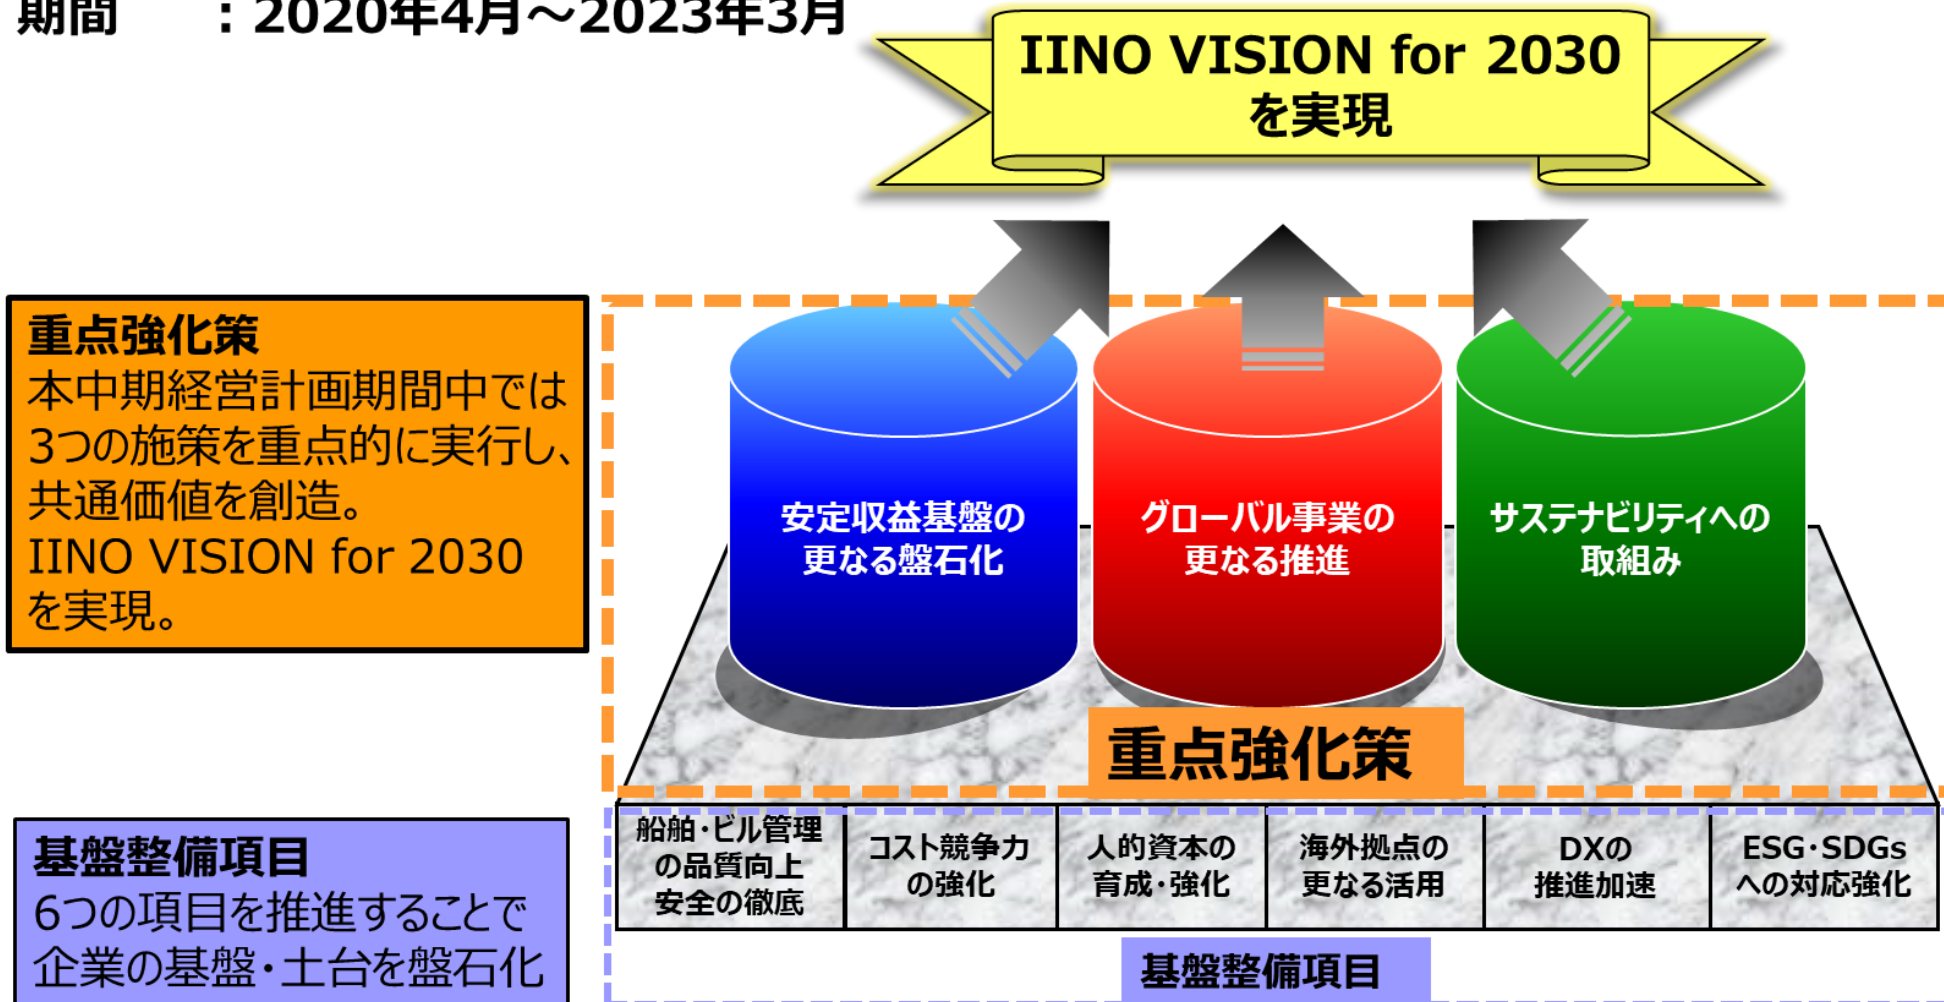 期間　　：2020年4月～2023年3月
IINO VISION for 2030
を実現
重点強化策
本中期経営計画期間中では
3つの施策を重点的に実行し、
共通価値を創造。
IINO VISION for 2030
を実現。
安定収益基盤の
更なる盤石化
グローバル事業の
更なる推進
サステナビリティへの
取組み
重点強化策
船舶・ビル管理
の品質向上
安全の徹底
コスト競争力
の強化
人的資本の
育成・強化
海外拠点の
更なる活用
DXの
推進加速
ESG・SDGs
への対応強化
基盤整備項目
6つの項目を推進することで
企業の基盤・土台を盤石化
基盤整備項目